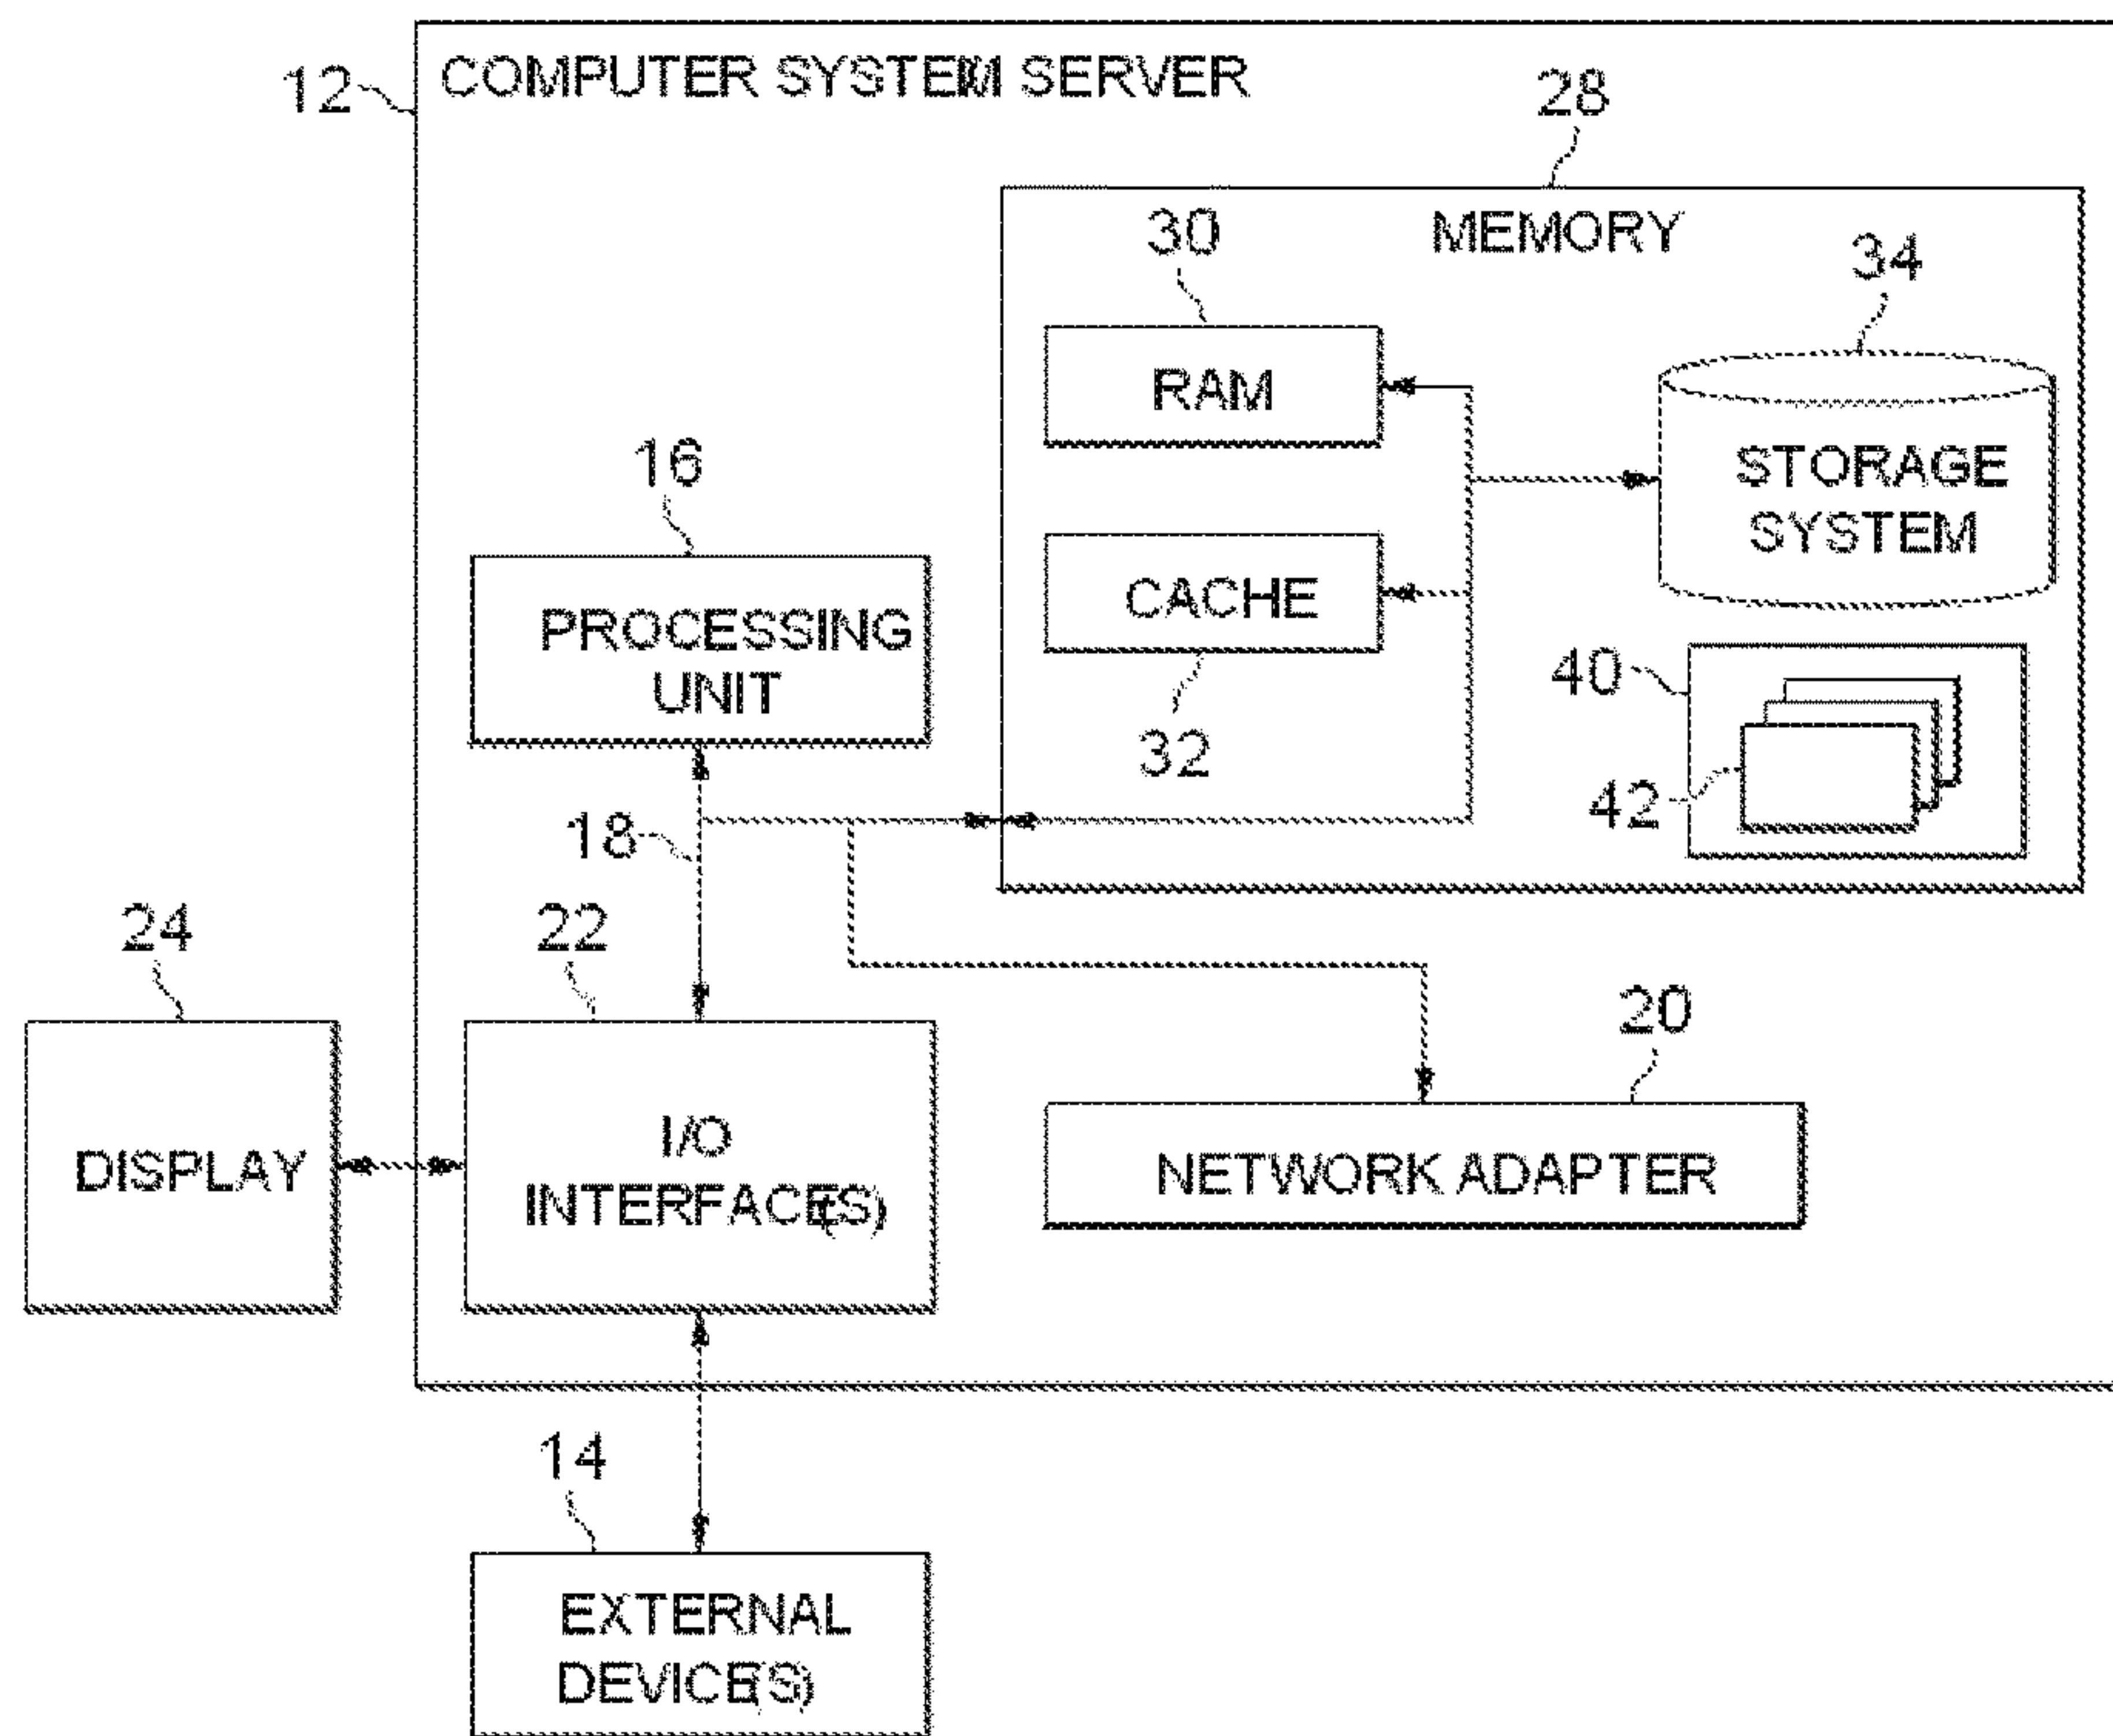 12
COMPUTER SYSTEM SERVER
28
MEMORY
30
34
RAM
STORAGE
SYSTEM
16
PROCESSING
UNIT
CACHE
32
40
42
18
24
22
20
DISPLAY
I/O
INTERFACE(S)
NETWORK ADAPTER
14
EXTERNAL
DEVICE(S)